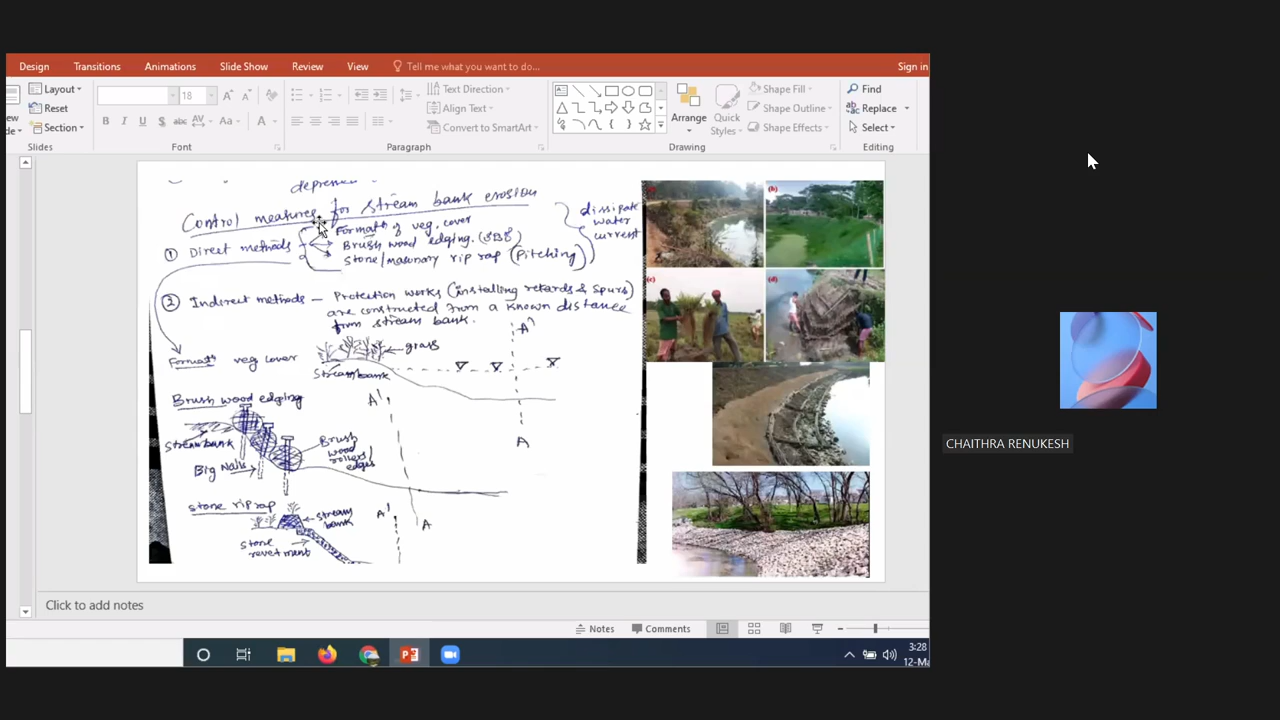 Design Transitions Animations Slide Show Review View Tell me what you want to do... Sign in
Layout
Reset
Section
18
Text Direction
Align Text
Convert to SmartArt
Arrange
Quick Styles
Shape Fill
Shape Outline
Shape Effects
Find
Replace
Select
Slides Font Paragraph Drawing Editing
Control measures for stream bank erosion
① Direct methods
Formatn of veg. cover
Brush wood edging.
Stone/masonary rip rap (pitching)
dissipate
water
current
② Indirect methods - Protection works (installing retards & spurs)
are constructed from a known distance
from stream bank.
Formatn veg cover
grass
Stream bank
A'
A
Brush wood edging
Stream bank
Big Nails
Brush
wood
rollers/
edges
A'
A
stone rip rap
stream
bank
stone
revetment
A'
(b)
(c)
(d)
Click to add notes
Notes Comments
3:28
CHAITHRA RENUKESH